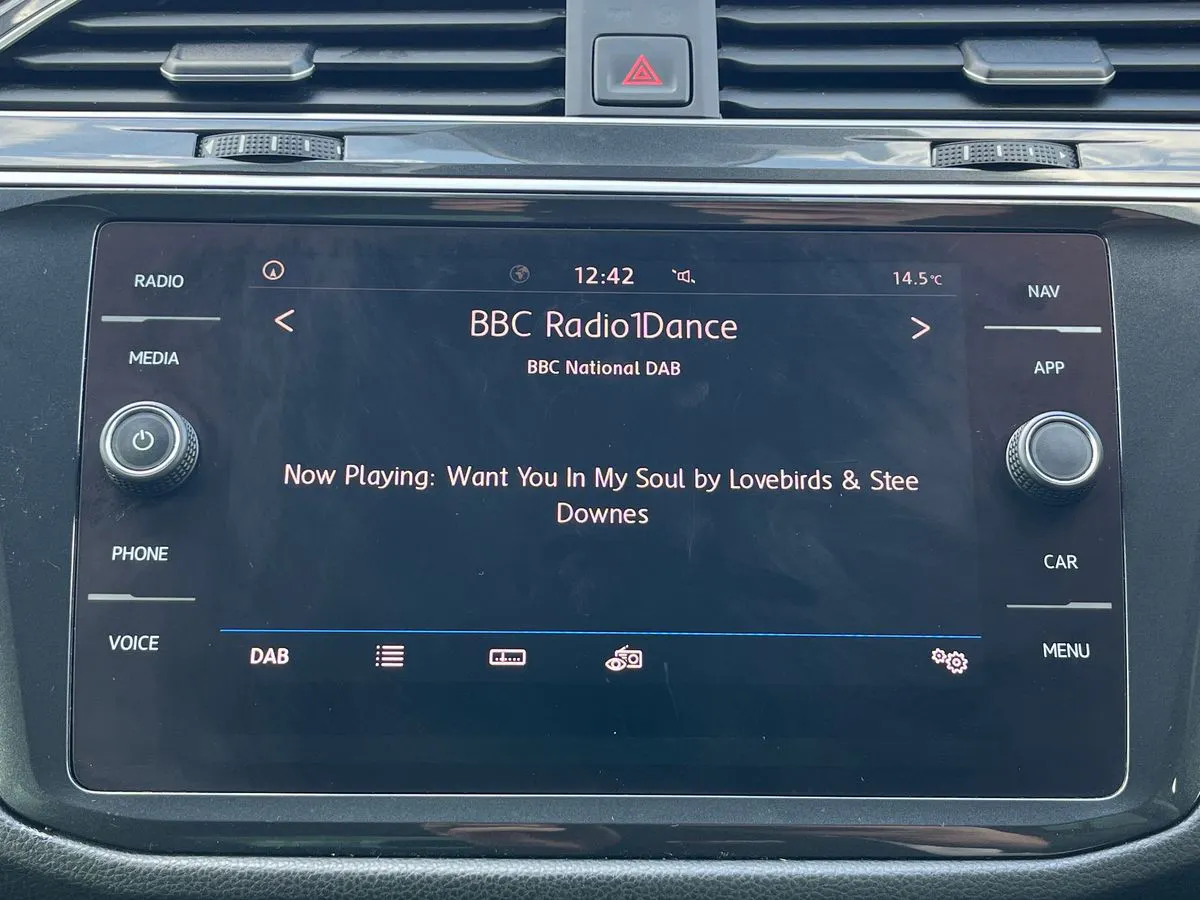 RADIO
MEDIA
PHONE
VOICE
12:42
14.5°C
< BBC Radio1Dance >
BBC National DAB
Now Playing: Want You In My Soul by Lovebirds & Stee
Downes
DAB
NAV
APP
CAR
MENU